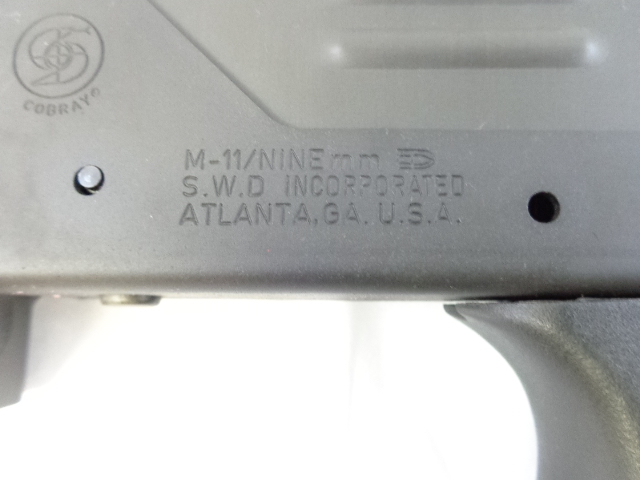 COBRAY®
M-11/NINE mm
S.W.D INCORPORATED
ATLANTA, GA. U.S.A.